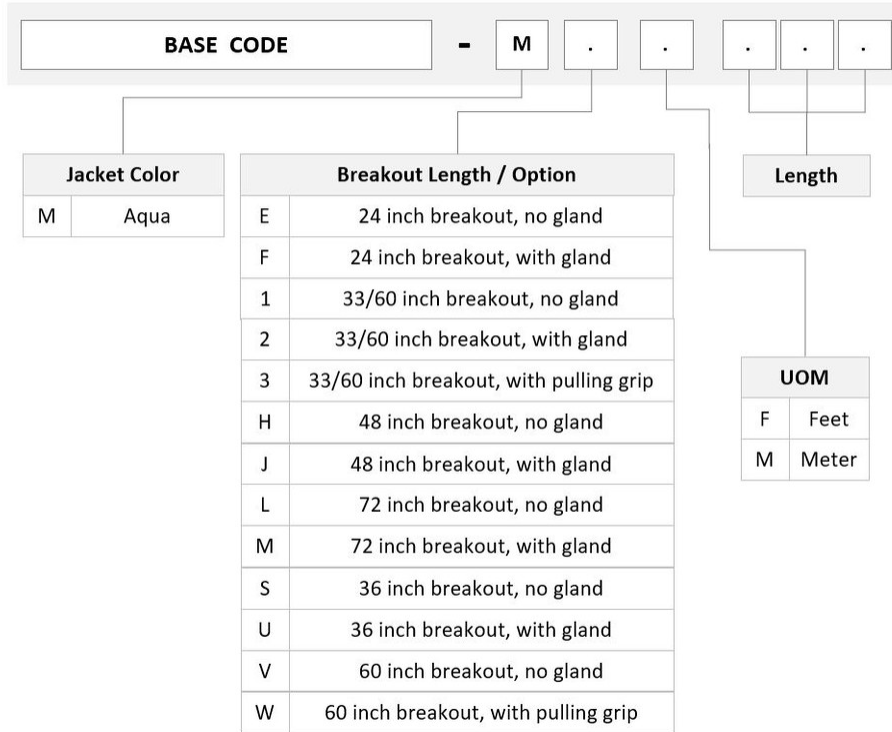 BASE CODE - M . . . . .
Jacket Color
M Aqua
Breakout Length / Option
E 24 inch breakout, no gland
F 24 inch breakout, with gland
1 33/60 inch breakout, no gland
2 33/60 inch breakout, with gland
3 33/60 inch breakout, with pulling grip
H 48 inch breakout, no gland
J 48 inch breakout, with gland
L 72 inch breakout, no gland
M 72 inch breakout, with gland
S 36 inch breakout, no gland
U 36 inch breakout, with gland
V 60 inch breakout, no gland
W 60 inch breakout, with pulling grip
Length
UOM
F Feet
M Meter